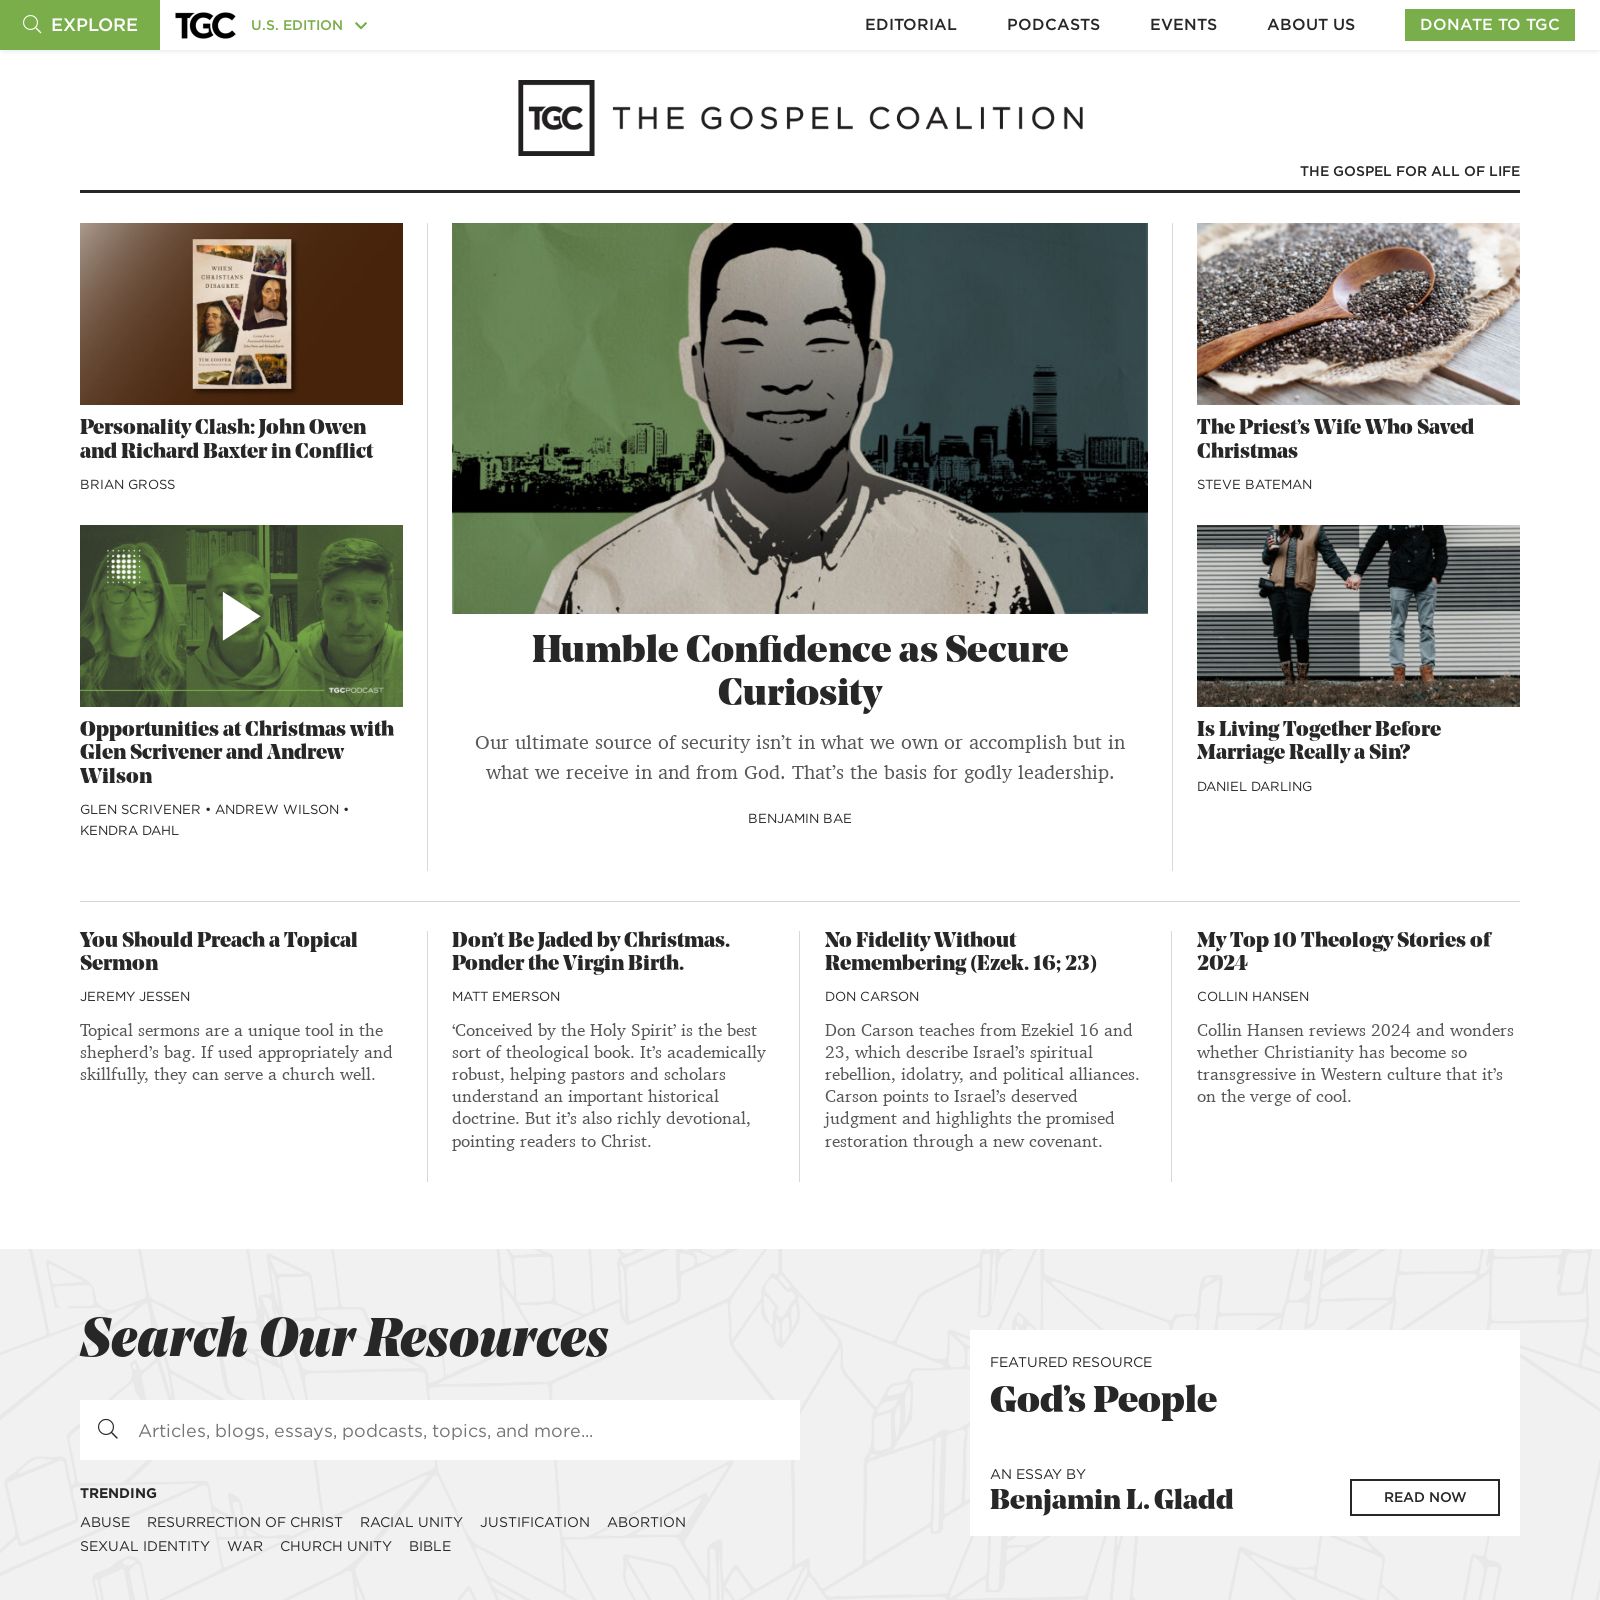 EXPLORE
TGC
U.S. EDITION
EDITORIAL
PODCASTS
EVENTS
ABOUT US
DONATE TO TGC
TGC THE GOSPEL COALITION
THE GOSPEL FOR ALL OF LIFE
WHEN
CHRISTIANS
DISAGREE
TIM COOPER
Personality Clash: John Owen
and Richard Baxter in Conflict
BRIAN GROSS
TGCPODCAST
Opportunities at Christmas with
Glen Scrivener and Andrew
Wilson
GLEN SCRIVENER • ANDREW WILSON •
KENDRA DAHL
Humble Confidence as Secure
Curiosity
Our ultimate source of security isn’t in what we own or accomplish but in
what we receive in and from God. That’s the basis for godly leadership.
BENJAMIN BAE
The Priest’s Wife Who Saved
Christmas
STEVE BATEMAN
Is Living Together Before
Marriage Really a Sin?
DANIEL DARLING
You Should Preach a Topical
Sermon
JEREMY JESSEN
Topical sermons are a unique tool in the
shepherd’s bag. If used appropriately and
skillfully, they can serve a church well.
Don’t Be Jaded by Christmas.
Ponder the Virgin Birth.
MATT EMERSON
‘Conceived by the Holy Spirit’ is the best
sort of theological book. It’s academically
robust, helping pastors and scholars
understand an important historical
doctrine. But it’s also richly devotional,
pointing readers to Christ.
No Fidelity Without
Remembering (Ezek. 16; 23)
DON CARSON
Don Carson teaches from Ezekiel 16 and
23, which describe Israel’s spiritual
rebellion, idolatry, and political alliances.
Carson points to Israel’s deserved
judgment and highlights the promised
restoration through a new covenant.
My Top 10 Theology Stories of
2024
COLLIN HANSEN
Collin Hansen reviews 2024 and wonders
whether Christianity has become so
transgressive in Western culture that it’s
on the verge of cool.
Search Our Resources
Articles, blogs, essays, podcasts, topics, and more...
TRENDING
ABUSE RESURRECTION OF CHRIST RACIAL UNITY JUSTIFICATION ABORTION
SEXUAL IDENTITY WAR CHURCH UNITY BIBLE
FEATURED RESOURCE
God’s People
AN ESSAY BY
Benjamin L. Gladd
READ NOW